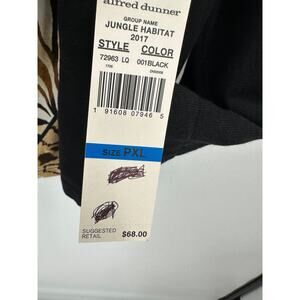 alfred dunner
GROUP NAME
JUNGLE HABITAT
2017
STYLE COLOR
72963 LQ 001BLACK
1 91608 07946 5
SIZE PXL
SUGGESTED
RETAIL $68.00